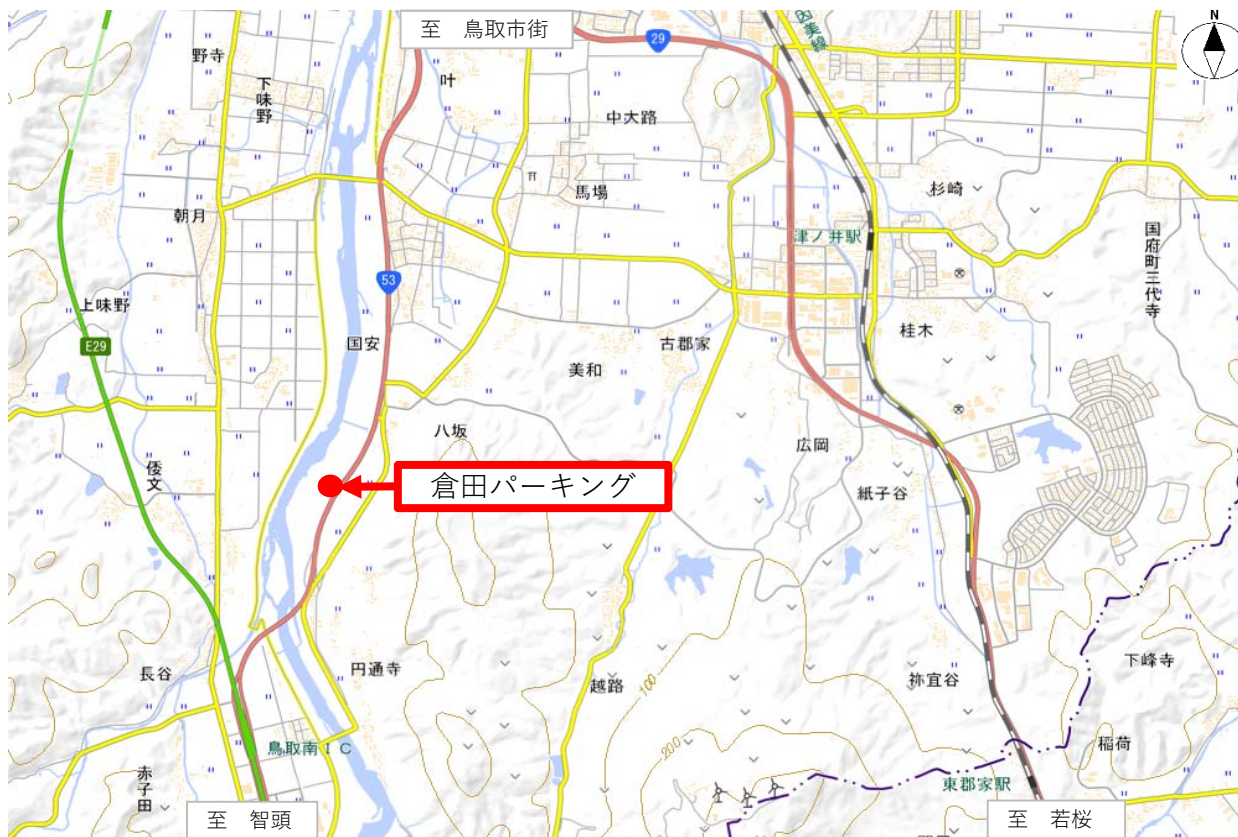 至 鳥取市街
N
因美線
29
野寺
下味野
叶
中大路
馬場
杉崎
朝月
津ノ井駅
国府町三代寺
53
上味野
E29
国安
古郡家
美和
桂木
八坂
広岡
倭文
倉田パーキング
紙子谷
長谷
円通寺
越路
100
祢宜谷
下峰寺
鳥取南IC
200
稲荷
赤子田
東郡家駅
至 智頭
至 若桜